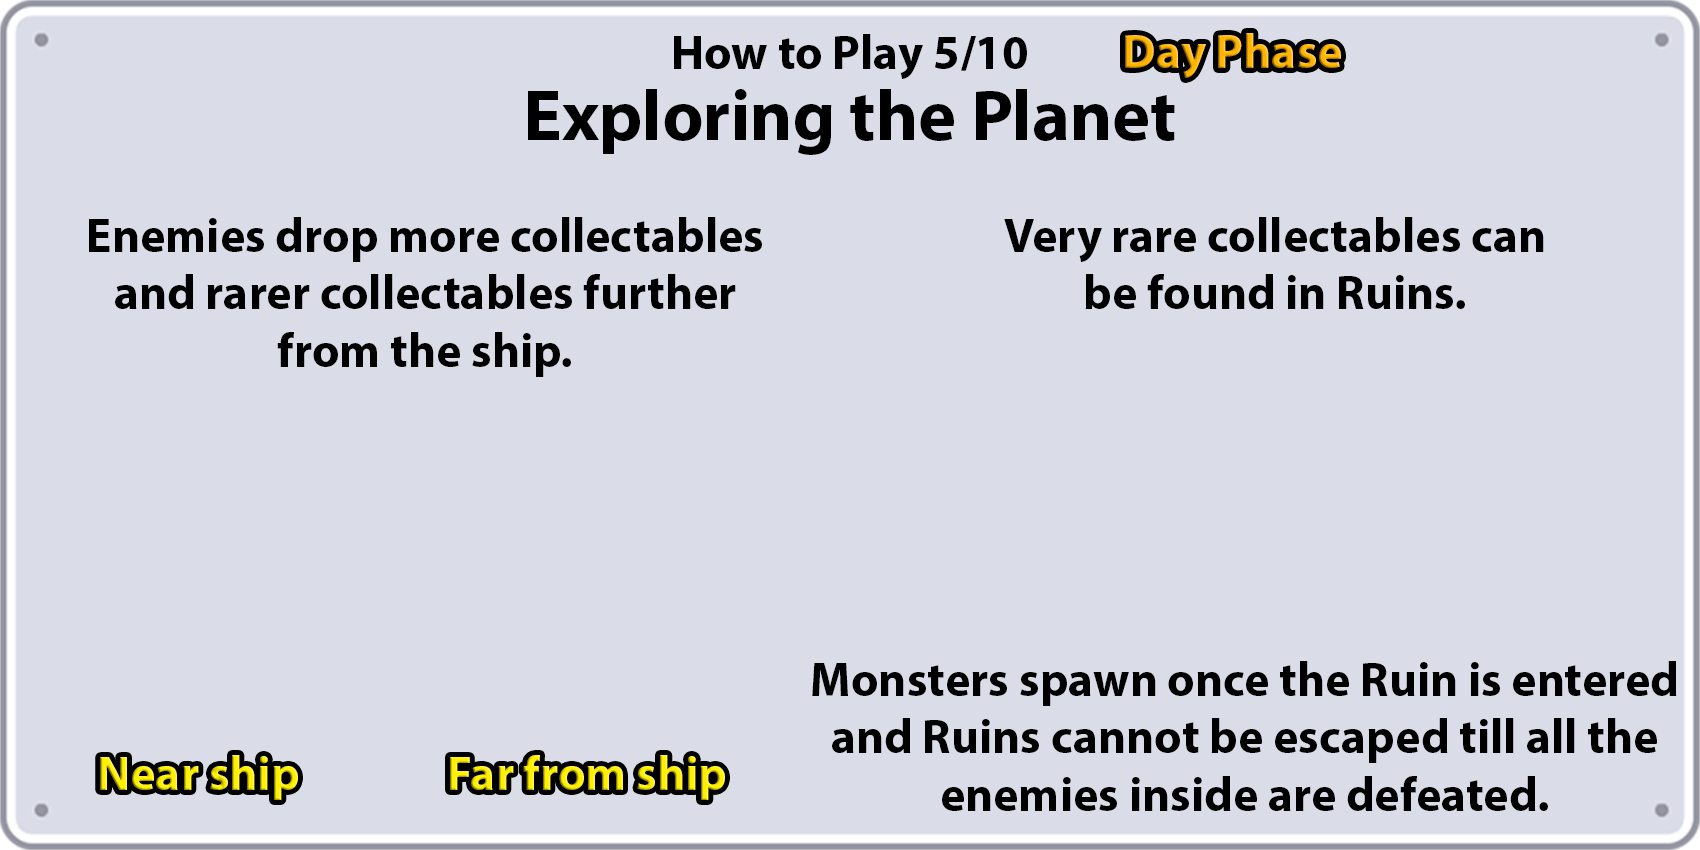 How to Play 5/10
Day Phase
Exploring the Planet
Enemies drop more collectables
and rarer collectables further
from the ship.
Near ship
Far from ship
Very rare collectables can
be found in Ruins.
Monsters spawn once the Ruin is entered
and Ruins cannot be escaped till all the
enemies inside are defeated.